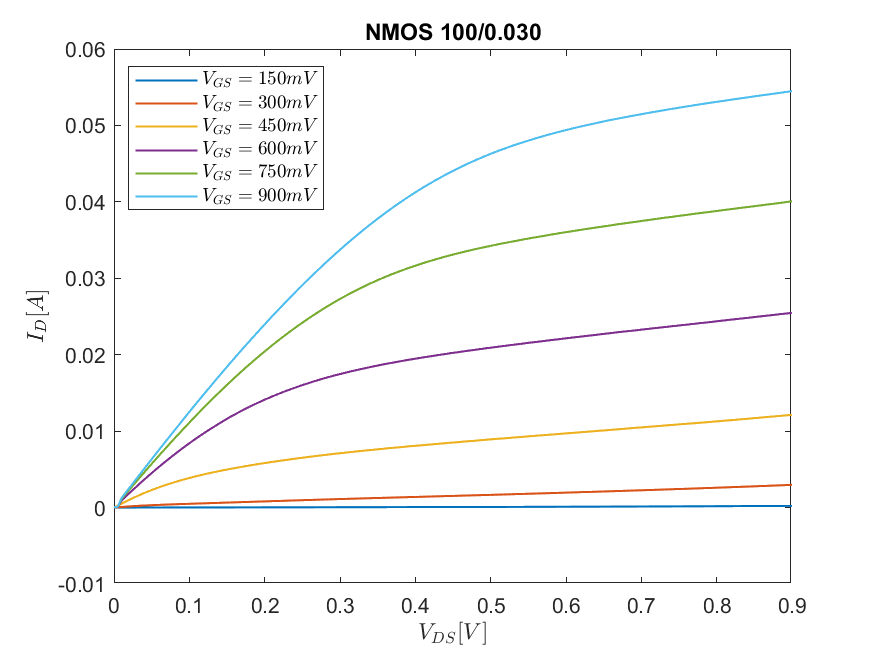 NMOS 100/0.030
0.06
0.05
0.04
0.03
0.02
0.01
0
-0.01
I_D[A]
V_GS = 150mV
V_GS = 300mV
V_GS = 450mV
V_GS = 600mV
V_GS = 750mV
V_GS = 900mV
0 0.1 0.2 0.3 0.4 0.5 0.6 0.7 0.8 0.9
V_DS[V]